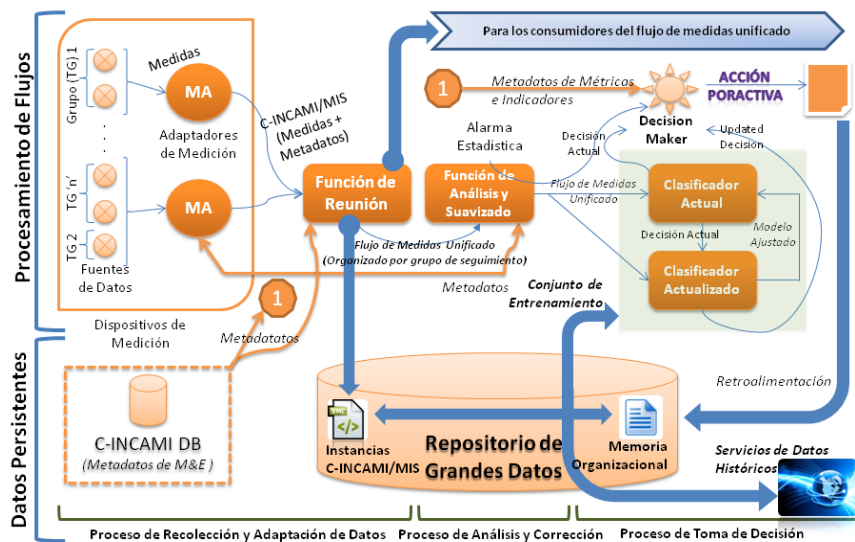 Procesamiento de Flujos
Datos Persistentes
Grupo (TG) 1
TG 'n'
TG 2
Medidas
MA
Adaptadores
de Medición
MA
Fuentes
de Datos
Dispositivos de
Medición
C-INCAMI/MIS
(Medidas +
Metadatos)
Para los consumidores del flujo de medidas unificado
1
Metadatos de Métricas
e Indicadores
ACCIÓN
PORACTIVA
Decision
Maker
Alarma
Estadística
Decisión
Actual
Updated
Decision
Función de
Reunión
Función de
Análisis y
Suavizado
Flujo de Medidas
Unificado
Clasificador
Actual
Decisión Actual
Modelo
Ajustado
Clasificador
Actualizado
Flujo de Medidas Unificado
(Organizado por grupo de seguimiento)
Metadatos
Conjunto de
Entrenamiento
1
Metadatatos
C-INCAMI DB
(Metadatos de M&E )
XMC
</>
Instancias
C-INCAMI/MIS
Repositorio de
Grandes Datos
Memoria
Organizacional
Retroalimentación
Servicios de Datos
Históricos
Proceso de Recolección y Adaptación de Datos
Proceso de Análisis y Corrección
Proceso de Toma de Decisión